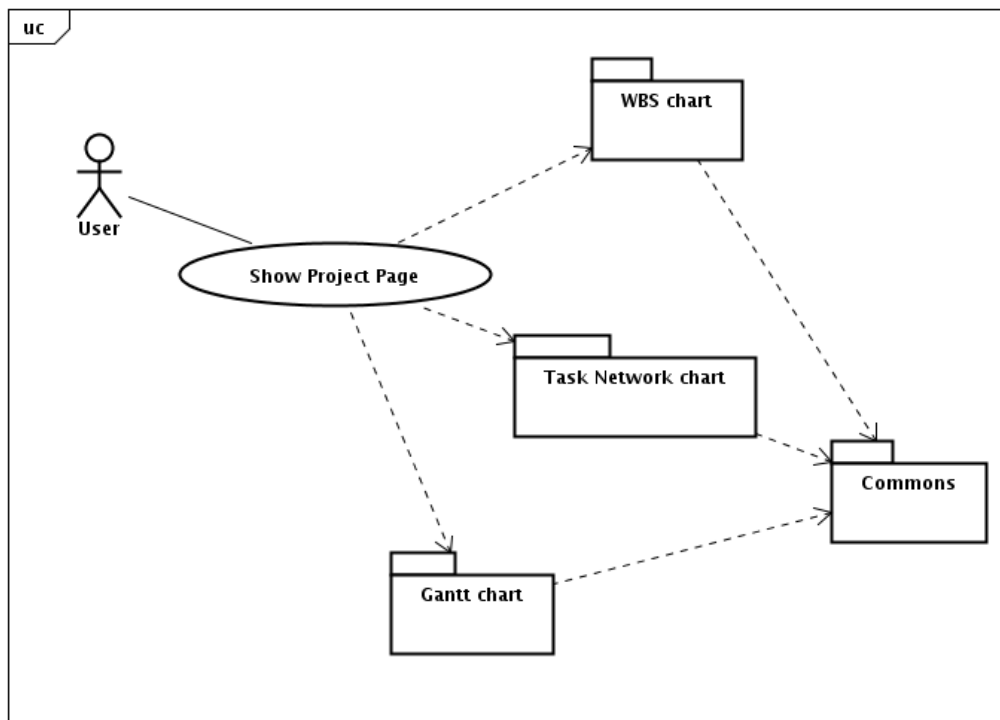 uc
WBS chart
User
Show Project Page
Task Network chart
Commons
Gantt chart